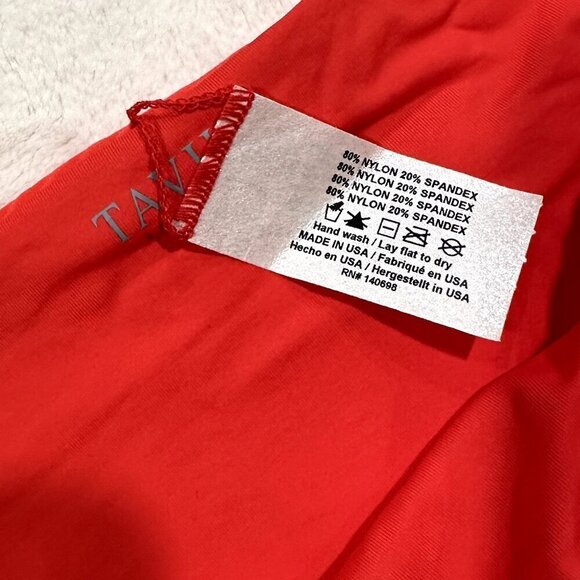 TAVI
80% NYLON 20% SPANDEX
80% NYLON 20% SPANDEX
80% NYLON 20% SPANDEX
80% NYLON 20% SPANDEX
Hand wash / Lay flat to dry
MADE IN USA / Fabriqué en USA
Hecho en USA / Hergestellt in USA
RN# 140698